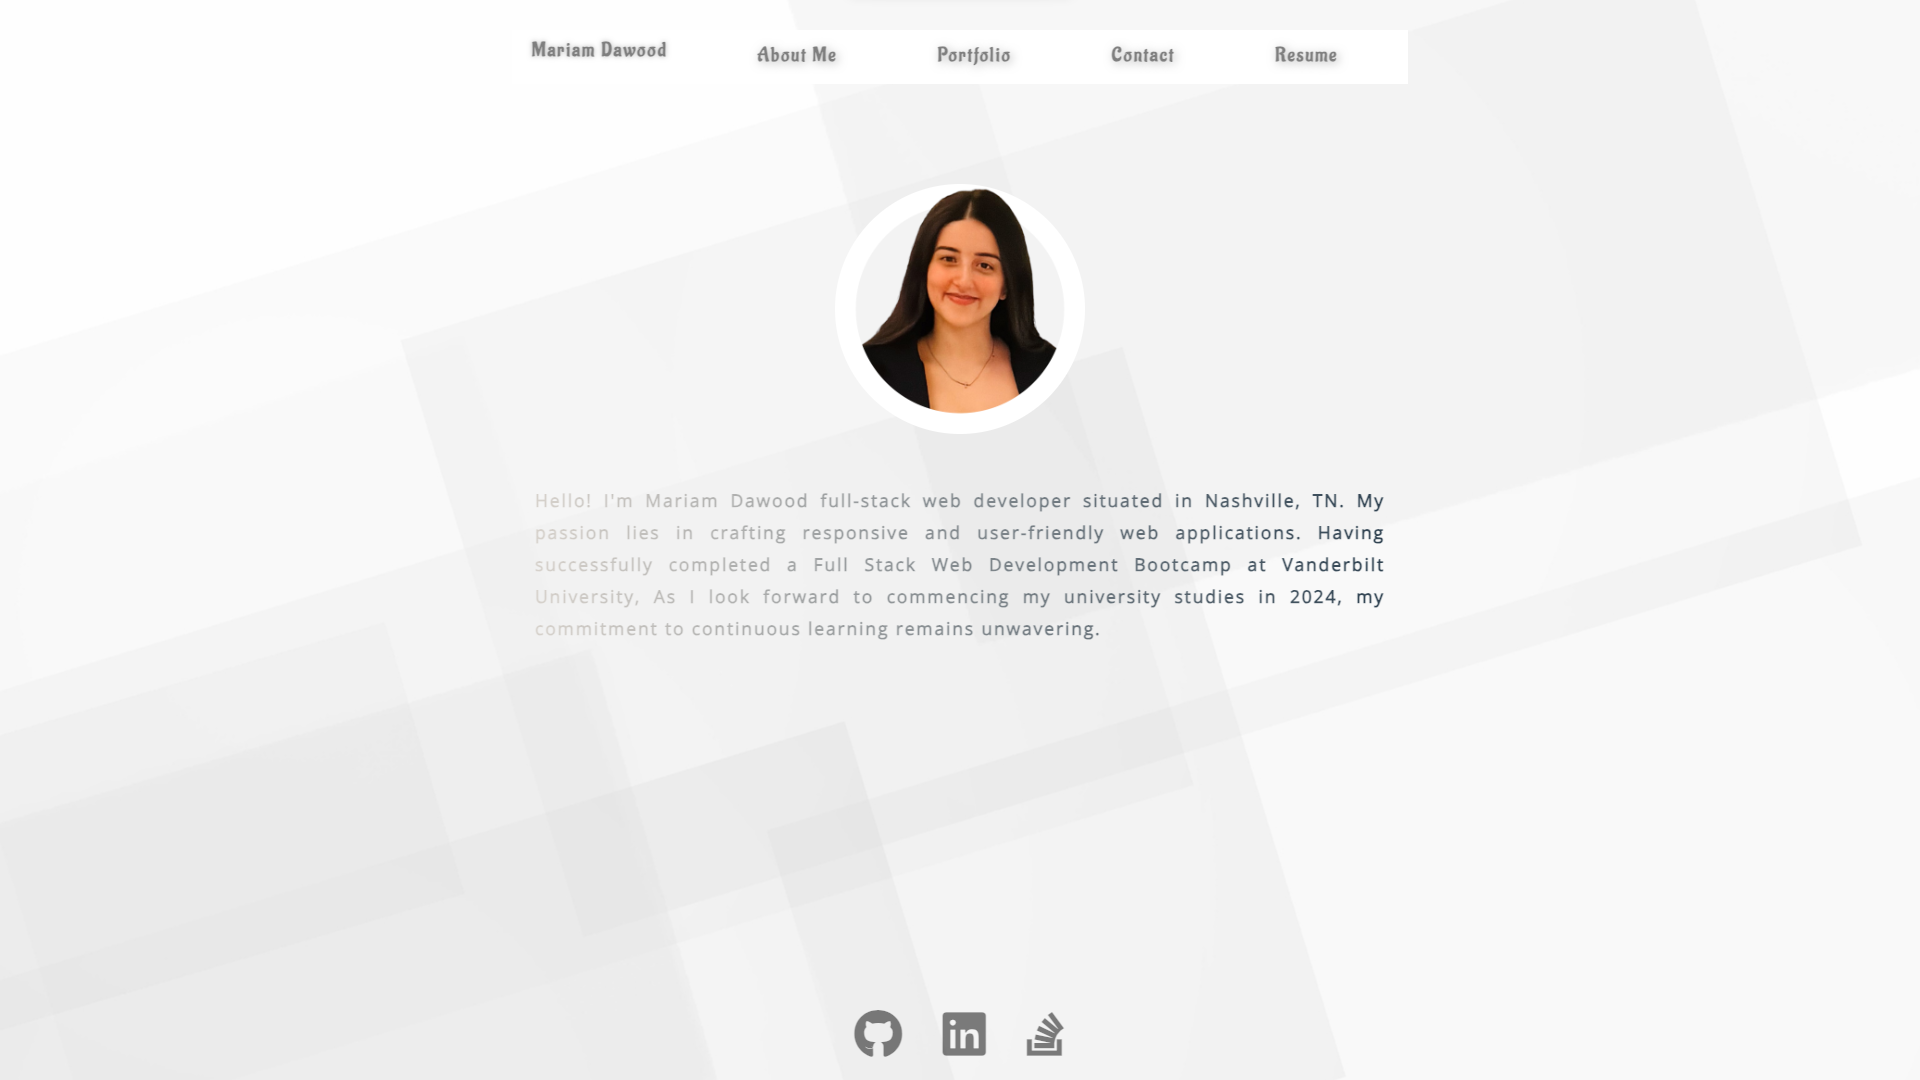 Mariam Dawood
About Me
Portfolio
Contact
Resume
Hello! I'm Mariam Dawood full-stack web developer situated in Nashville, TN. My
passion lies in crafting responsive and user-friendly web applications. Having
successfully completed a Full Stack Web Development Bootcamp at Vanderbilt
University, As I look forward to commencing my university studies in 2024, my
commitment to continuous learning remains unwavering.
in